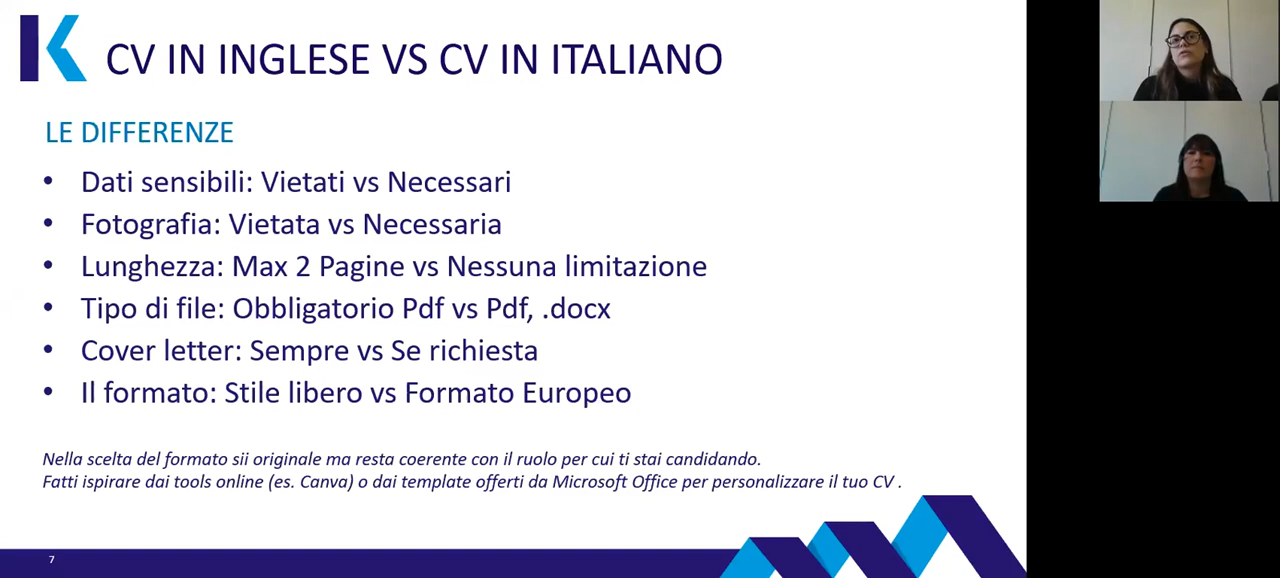 CV IN INGLESE VS CV IN ITALIANO
LE DIFFERENZE
• Dati sensibili: Vietati vs Necessari
• Fotografia: Vietata vs Necessaria
• Lunghezza: Max 2 Pagine vs Nessuna limitazione
• Tipo di file: Obbligatorio Pdf vs Pdf, .docx
• Cover letter: Sempre vs Se richiesta
• Il formato: Stile libero vs Formato Europeo
Nella scelta del formato sii originale ma resta coerente con il ruolo per cui ti stai candidando.
Fatti ispirare dai tools online (es. Canva) o dai template offerti da Microsoft Office per personalizzare il tuo CV .
7